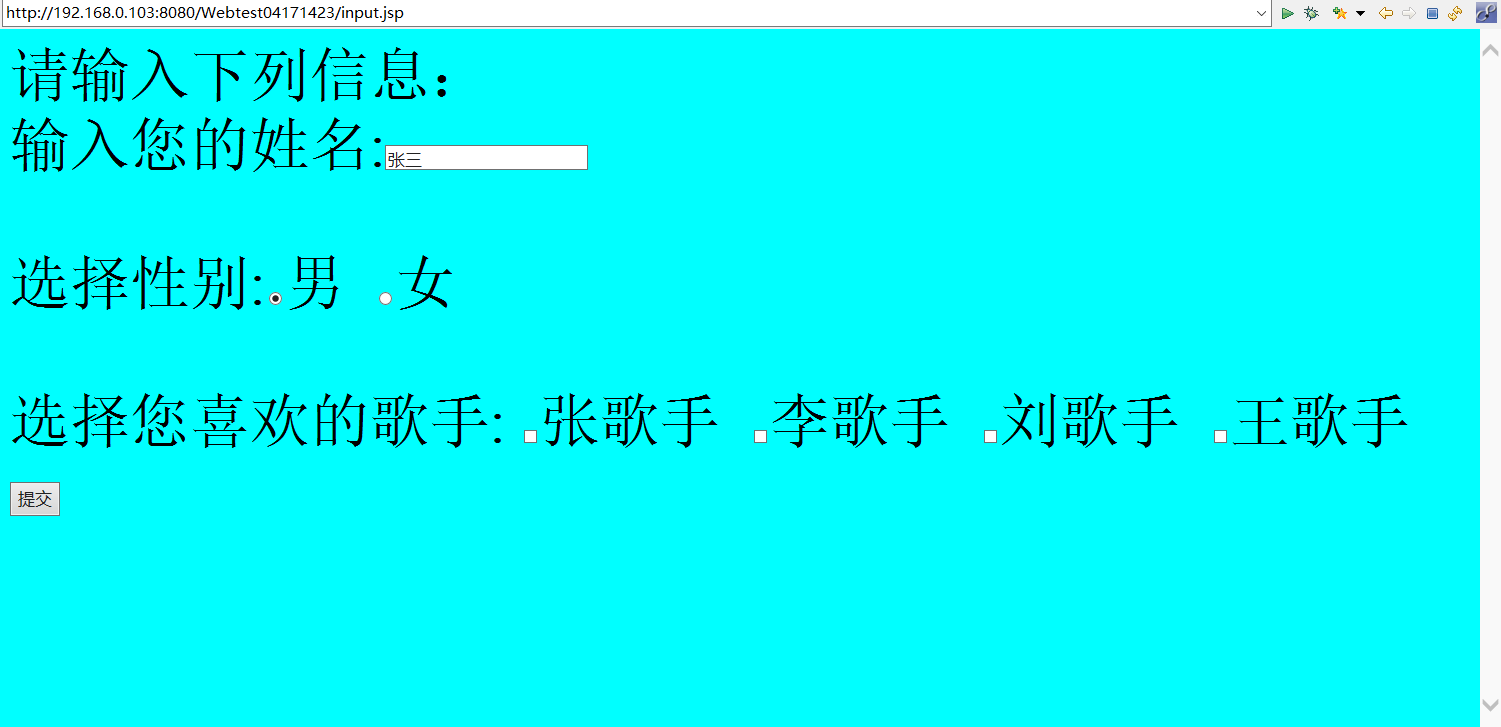 http://192.168.0.103:8080/Webtest04171423/input.jsp
请输入下列信息：
输入您的姓名:张三
选择性别:男 女
选择您喜欢的歌手: 张歌手 李歌手 刘歌手 王歌手
提交